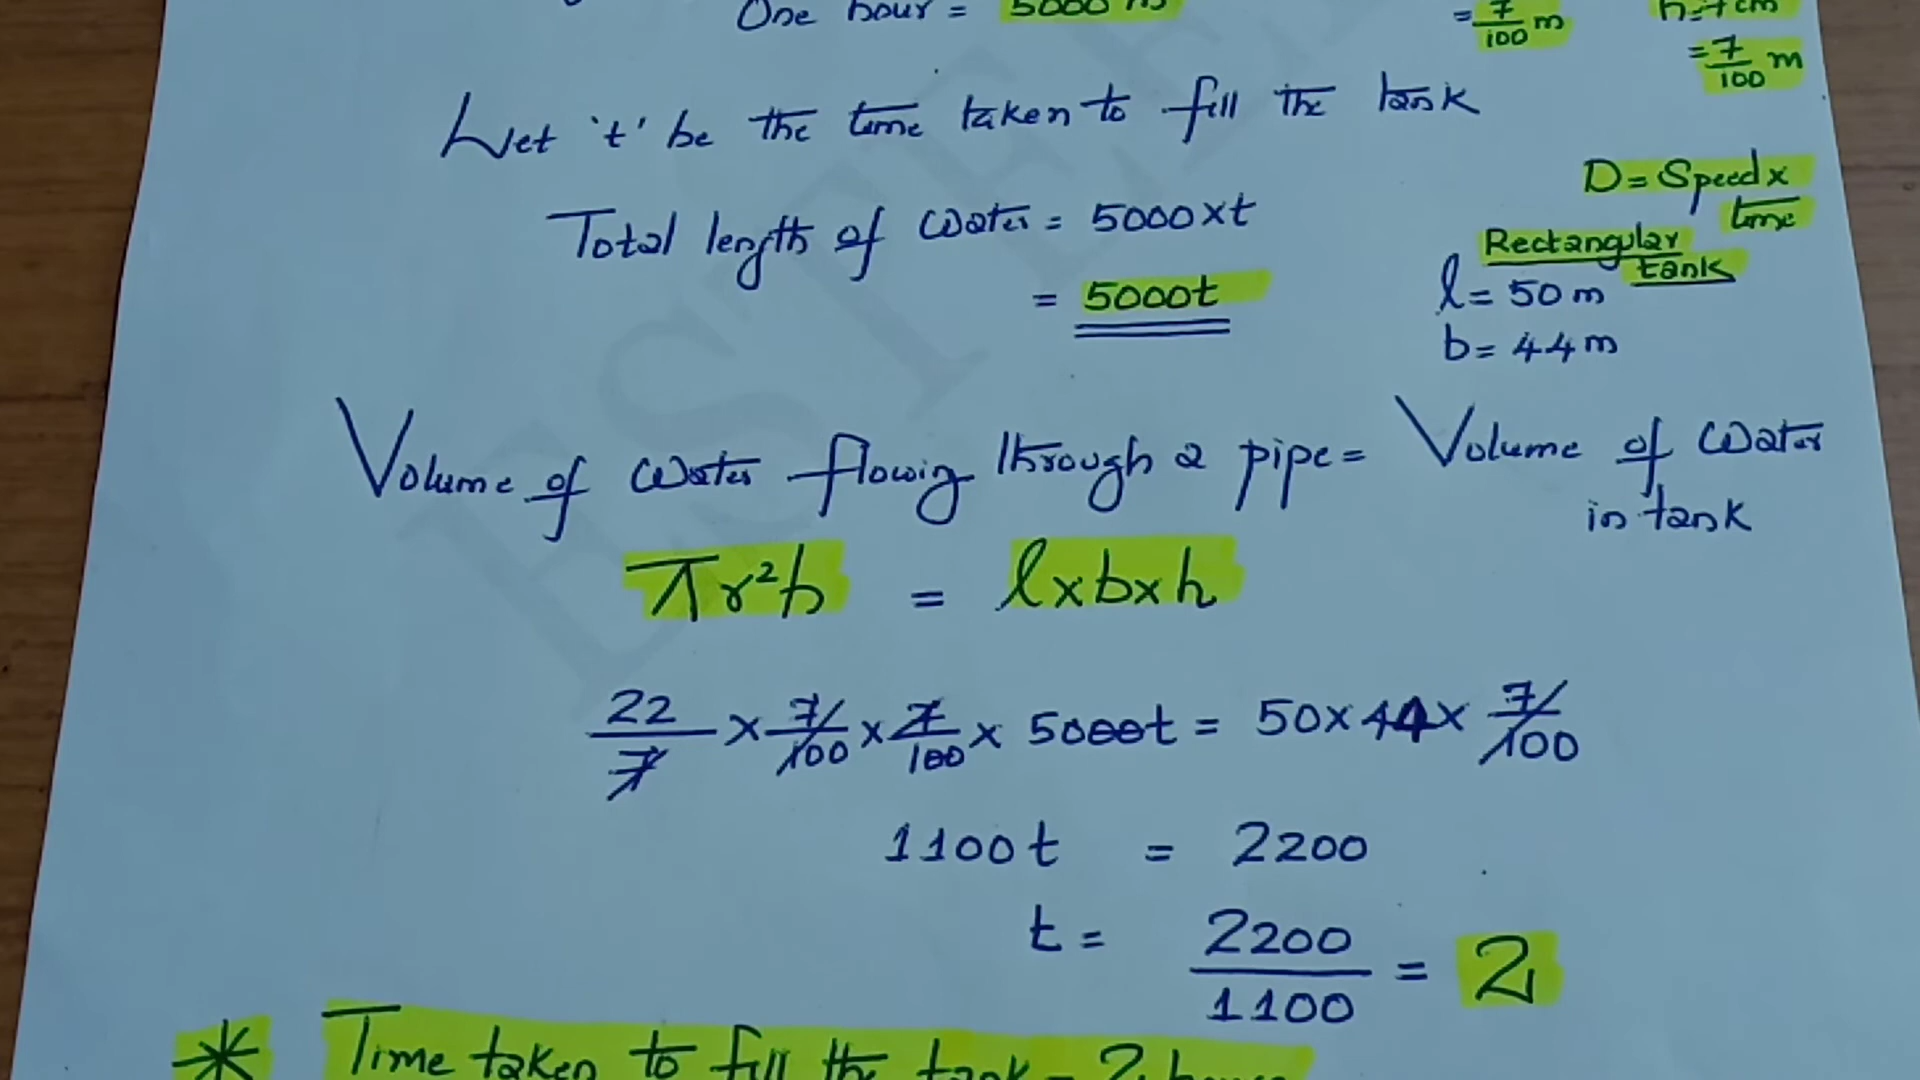 One hour = 5000 m
= 7/100 m
h = 7 cm
= 7/100 m
Let 't' be the time taken to fill the tank
D = Speed x
time
Total length of water = 5000 x t
= 5000t
Rectangular
tank
l = 50 m
b = 44 m
Volume of water flowing through a pipe = Volume of water
in tank
πr²h = l x b x h
22/7 x 7/100 x 7/100 x 5000t = 50 x 44 x 7/100
1100t = 2200
t = 2200/1100 = 2
* Time taken to fill the tank = 2 hours
ESTEE